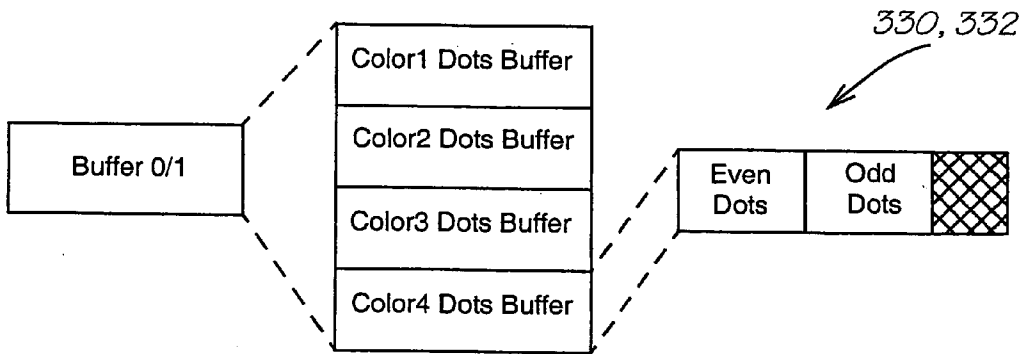 330, 332
Color1 Dots Buffer
Color2 Dots Buffer
Buffer 0/1
Even
Dots
Odd
Dots
Color3 Dots Buffer
Color4 Dots Buffer